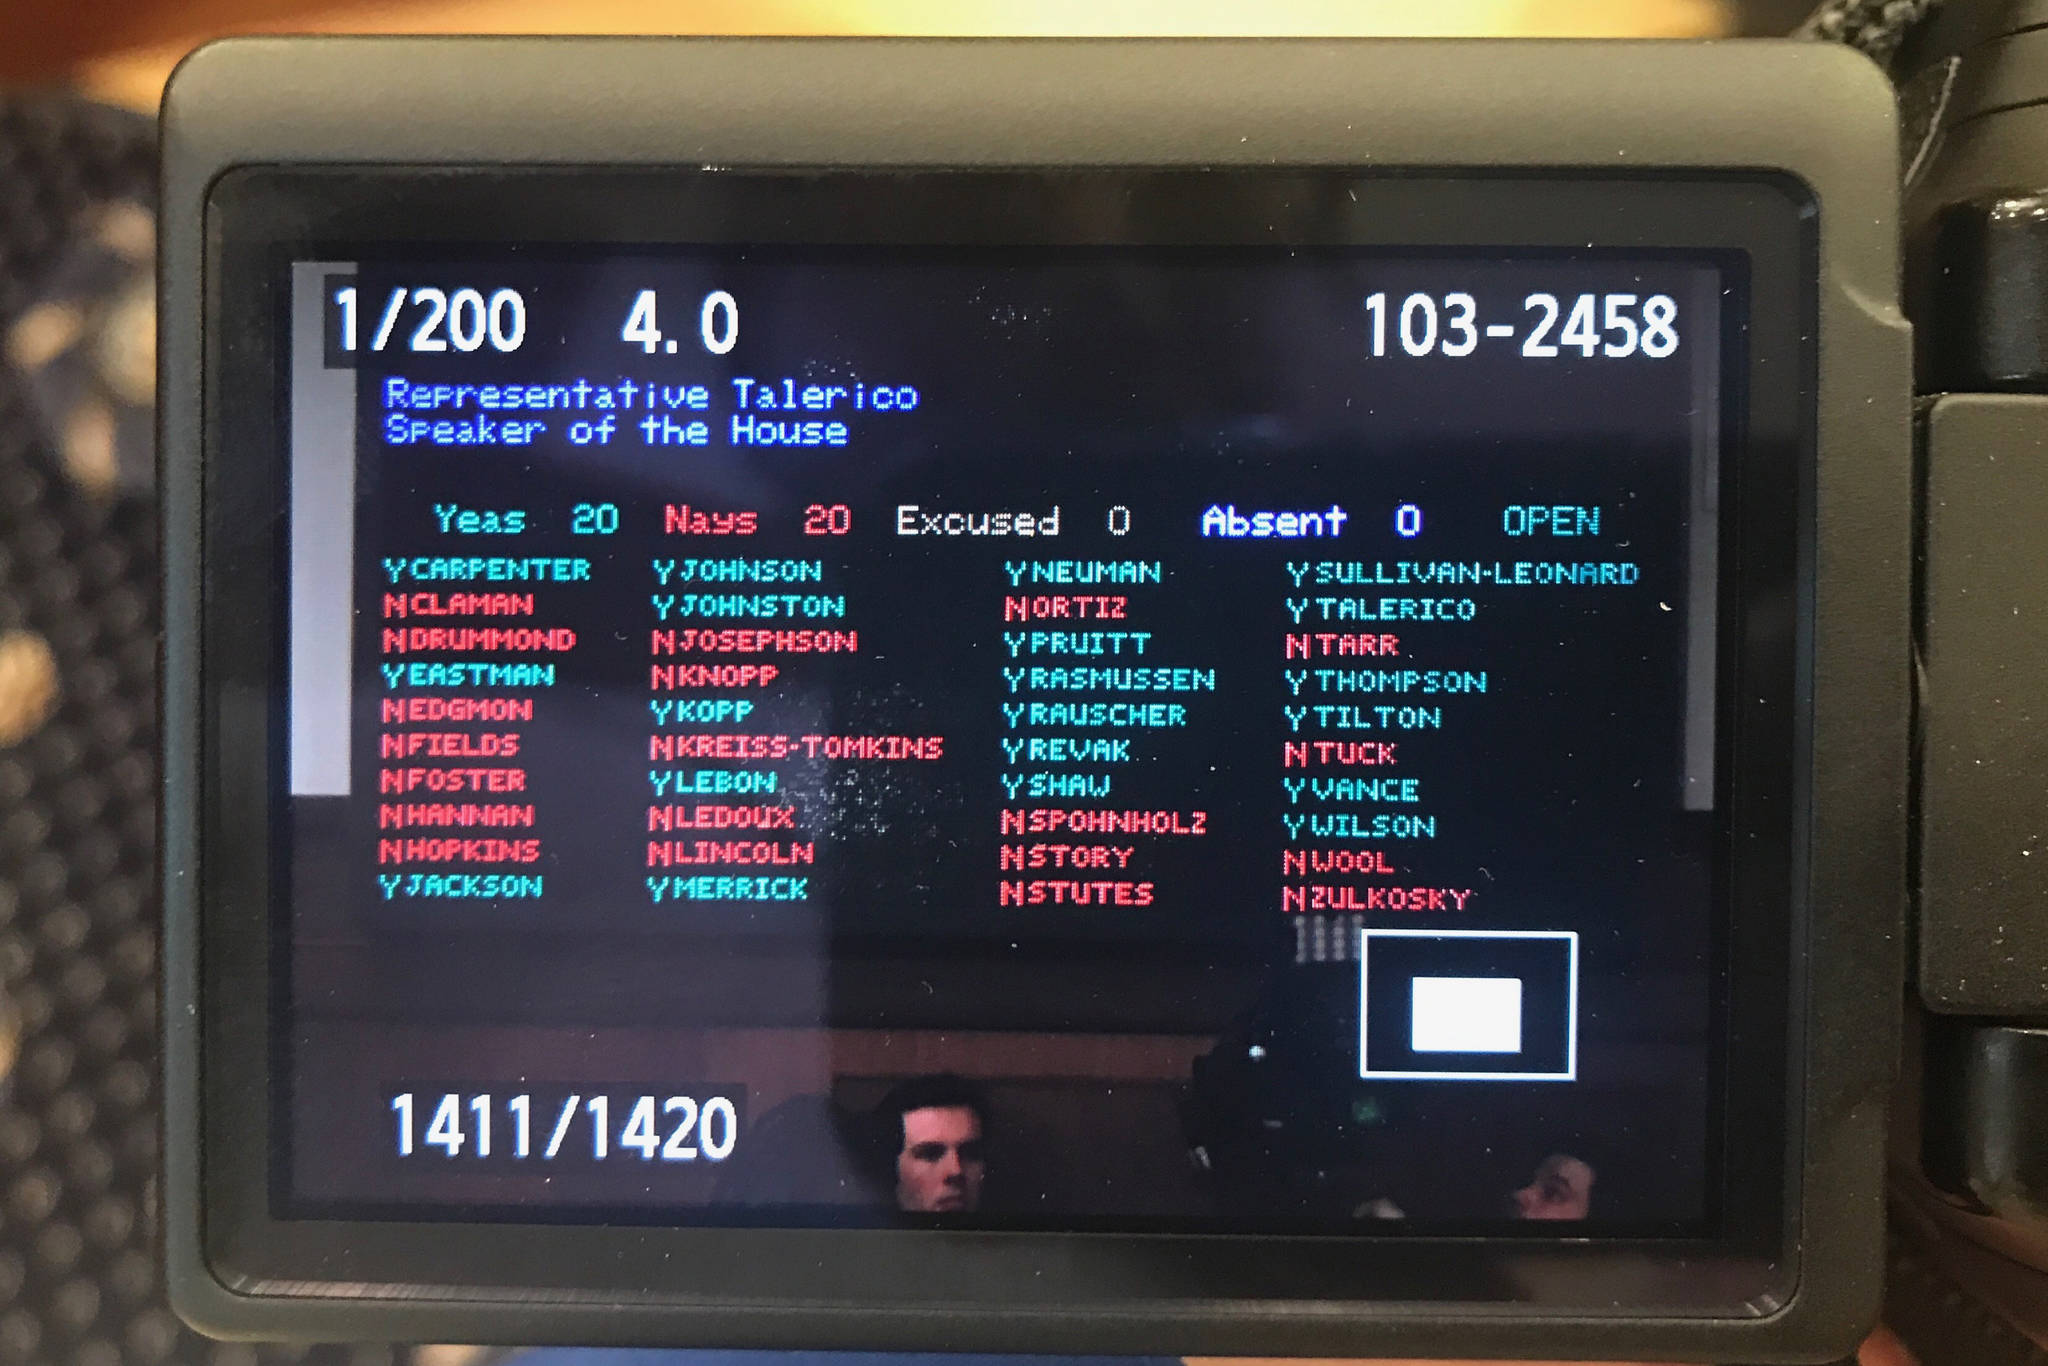 1/200 4.0 103-2458
Representative Talerico
Speaker of the House
Yeas 20 Nays 20 Excused 0 Absent 0 OPEN
Y CARPENTER Y JOHNSON Y NEUMAN Y SULLIVAN-LEONARD
N CLAMAN Y JOHNSTON N ORTIZ Y TALERICO
N DRUMMOND N JOSEPHSON Y PRUITT N TARR
Y EASTMAN N KNOPP Y RASMUSSEN Y THOMPSON
N EDGMON Y KOPP Y RAUSCHER Y TILTON
N FIELDS N KREISS-TOMKINS Y REVAK N TUCK
N FOSTER Y LEBON Y SHAW Y VANCE
N HANNAN N LEDOUX N SPOHNHOLZ Y WILSON
N HOPKINS N LINCOLN N STORY N WOOL
Y JACKSON Y MERRICK N STUTES N ZULKOSKY
1411/1420